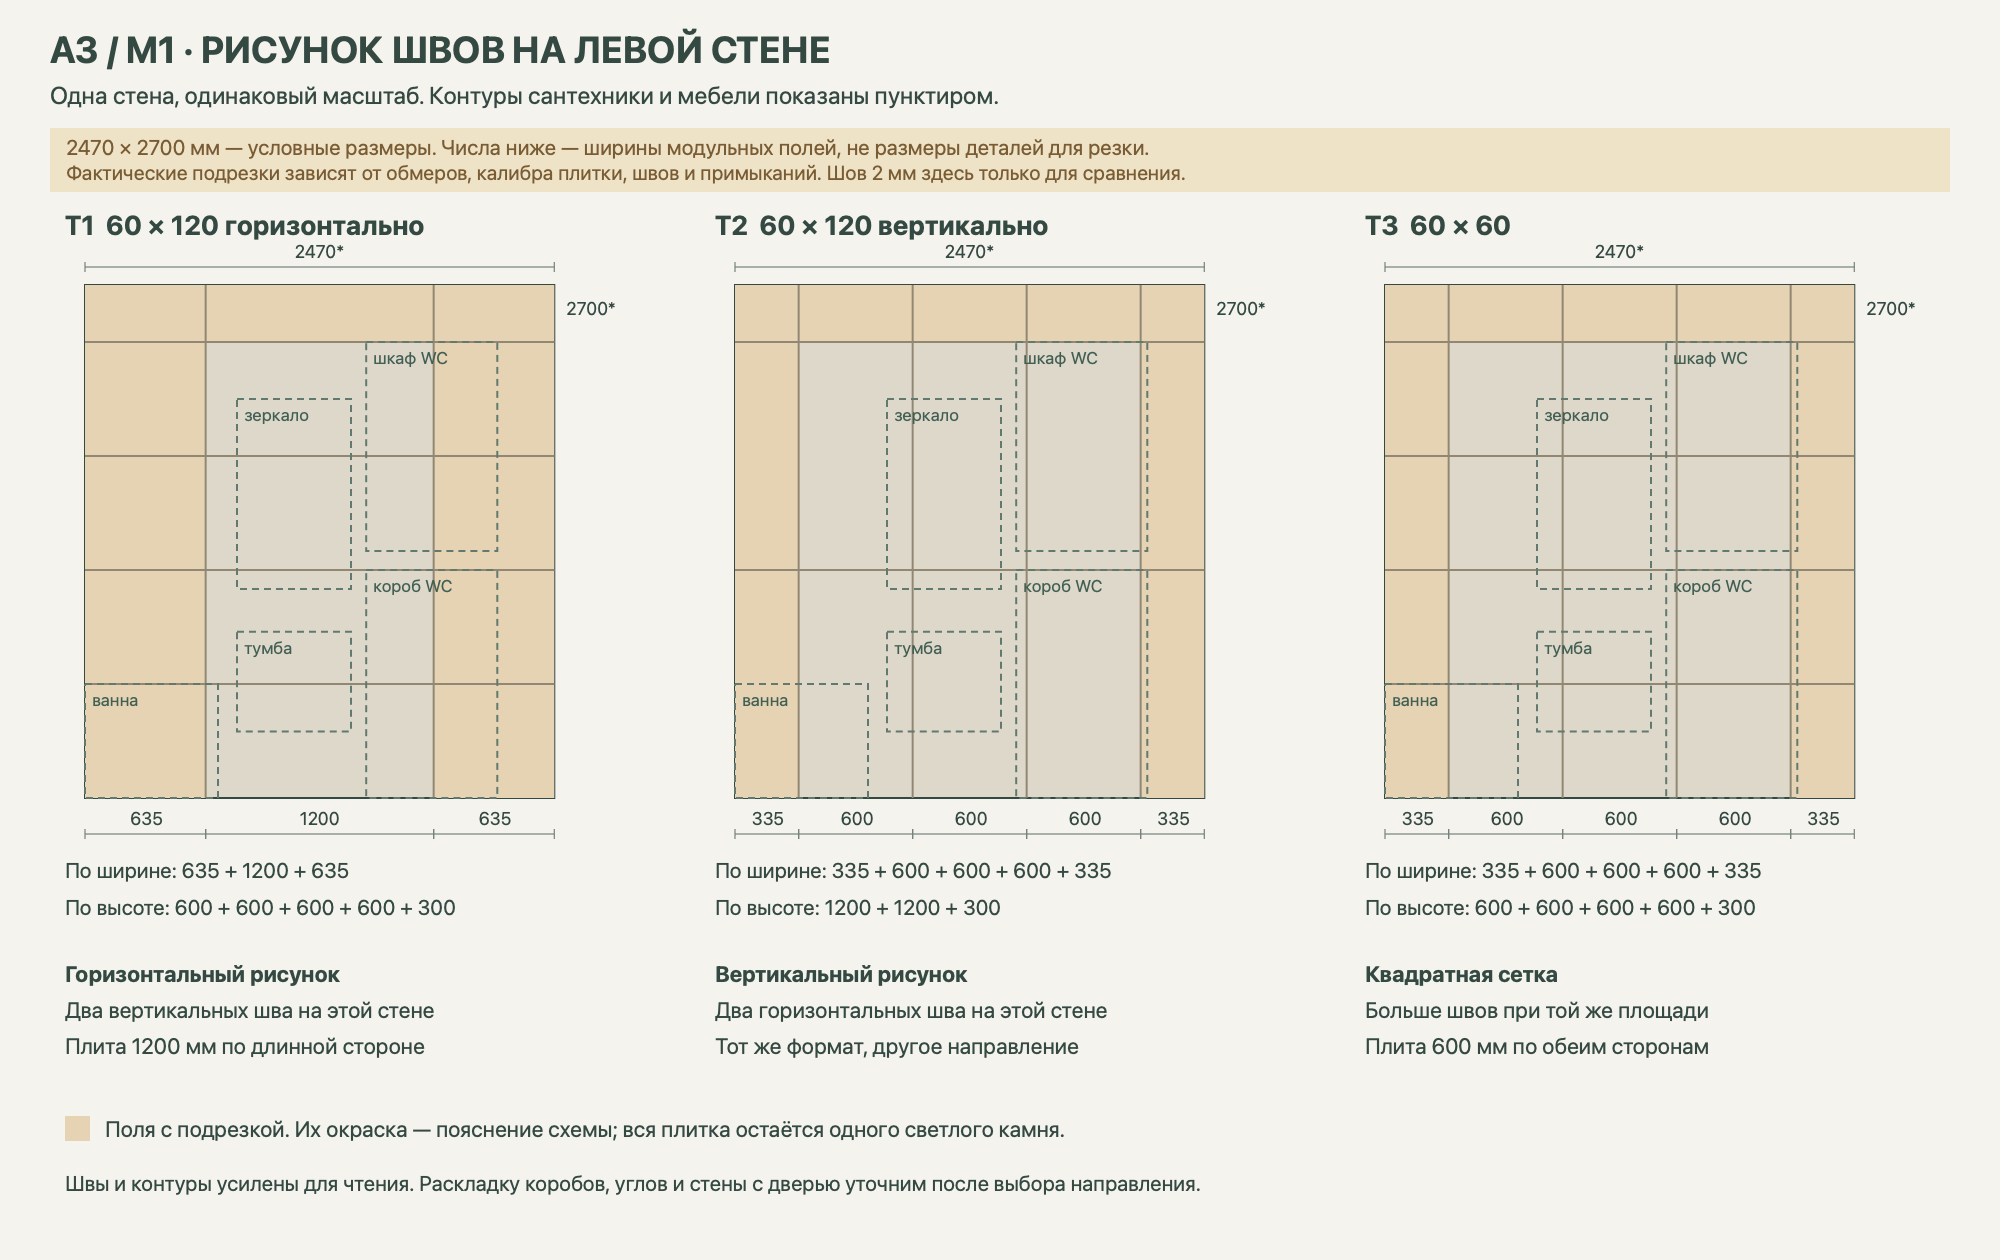 А3 / М1 · РИСУНОК ШВОВ НА ЛЕВОЙ СТЕНЕ
Одна стена, одинаковый масштаб. Контуры сантехники и мебели показаны пунктиром.
2470 × 2700 мм — условные размеры. Числа ниже — ширины модульных полей, не размеры деталей для резки.
Фактические подрезки зависят от обмеров, калибра плитки, швов и примыканий. Шов 2 мм здесь только для сравнения.
Т1 60 × 120 горизонтально
2470*
2700*
шкаф WC
зеркало
короб WC
тумба
ванна
635 1200 635
По ширине: 635 + 1200 + 635
По высоте: 600 + 600 + 600 + 600 + 300
Горизонтальный рисунок
Два вертикальных шва на этой стене
Плита 1200 мм по длинной стороне
Т2 60 × 120 вертикально
2470*
2700*
шкаф WC
зеркало
короб WC
тумба
ванна
335 600 600 600 335
По ширине: 335 + 600 + 600 + 600 + 335
По высоте: 1200 + 1200 + 300
Вертикальный рисунок
Два горизонтальных шва на этой стене
Тот же формат, другое направление
Т3 60 × 60
2470*
2700*
шкаф WC
зеркало
короб WC
тумба
ванна
335 600 600 600 335
По ширине: 335 + 600 + 600 + 600 + 335
По высоте: 600 + 600 + 600 + 600 + 300
Квадратная сетка
Больше швов при той же площади
Плита 600 мм по обеим сторонам
Поля с подрезкой. Их окраска — пояснение схемы; вся плитка остаётся одного светлого камня.
Швы и контуры усилены для чтения. Раскладку коробов, углов и стены с дверью уточним после выбора направления.